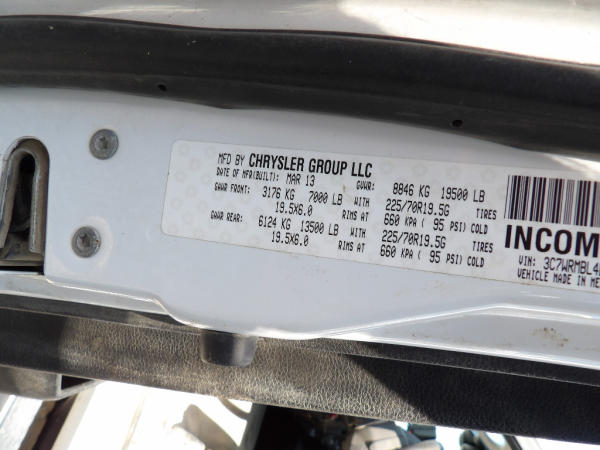 MFD BY CHRYSLER GROUP LLC
DATE OF MFR(BUILT): MAR 13 GVWR: 8846 KG 19500 LB
GAWR FRONT: 3176 KG 7000 LB WITH 225/70R19.5G TIRES
19.5X6.0 RIMS AT 660 KPA ( 95 PSI) COLD
GAWR REAR: 6124 KG 13500 LB WITH 225/70R19.5G TIRES
19.5X6.0 RIMS AT 660 KPA ( 95 PSI) COLD
INCOM
VIN: 3C7WRMBL4
VEHICLE MADE IN ME